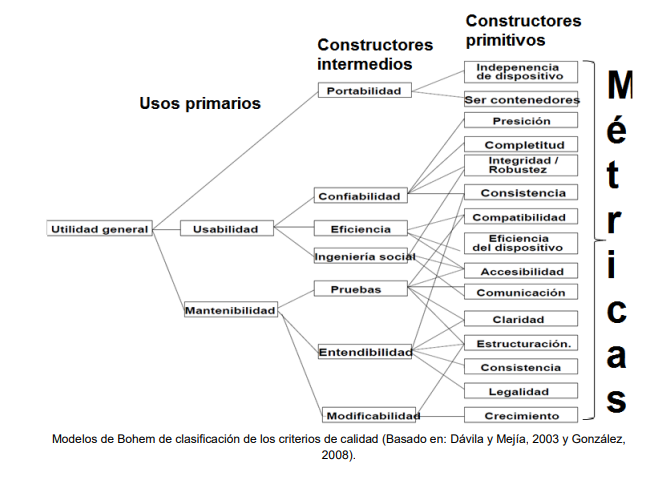 Constructores
primitivos
Constructores
intermedios
Usos primarios
Métricas
Indepenencia
de dispositivo
Portabilidad
Ser contenedores
Presición
Completitud
Integridad /
Robustez
Confiabilidad
Consistencia
Compatibilidad
Utilidad general
Usabilidad
Eficiencia
Eficiencia
del dispositivo
Ingeniería social
Accesibilidad
Pruebas
Comunicación
Mantenibilidad
Claridad
Estructuración.
Entendibilidad
Consistencia
Legalidad
Modificabilidad
Crecimiento
Modelos de Bohem de clasificación de los criterios de calidad (Basado en: Dávila y Mejía, 2003 y González,
2008).